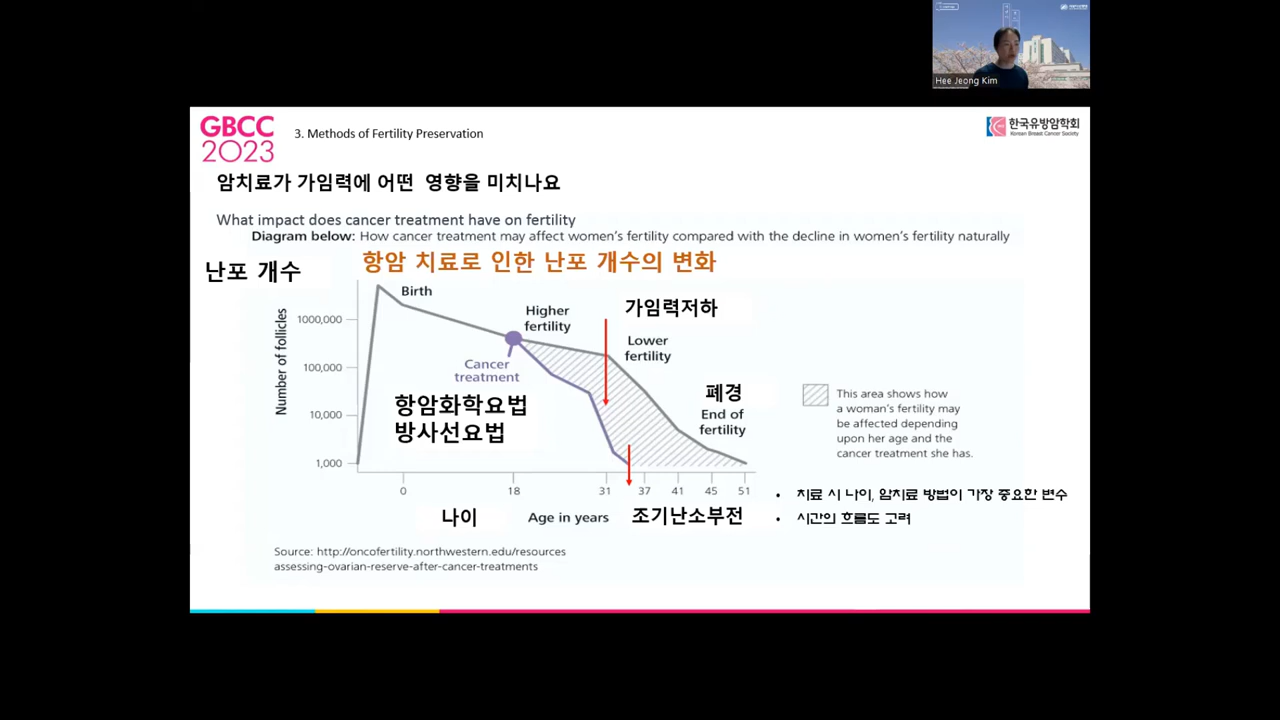 Hee Jeong Kim
GBCC
2023
3. Methods of Fertility Preservation
한국유방암학회
Korean Breast Cancer Society
암치료가 가임력에 어떤 영향을 미치나요
What impact does cancer treatment have on fertility
Diagram below: How cancer treatment may affect women's fertility compared with the decline in women's fertility naturally
난포 개수
항암 치료로 인한 난포 개수의 변화
Number of follicles
1000,000
100,000
10,000
1,000
Birth
Higher
fertility
가임력저하
Lower
fertility
Cancer
treatment
항암화학요법
방사선요법
폐경
End of
fertility
This area shows how
a woman's fertility may
be affected depending
upon her age and the
cancer treatment she has.
0 18 31 37 41 45 51
나이
Age in years
조기난소부전
• 치료 시 나이, 암치료 방법이 가장 중요한 변수
• 시간의 흐름도 고려
Source: http://oncofertility.northwestern.edu/resources
assessing-ovarian-reserve-after-cancer-treatments